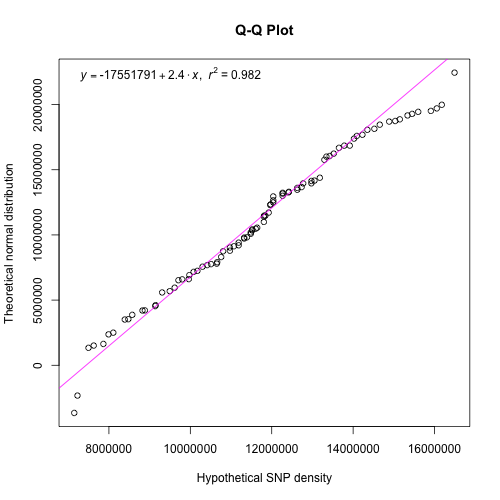 Q-Q Plot
y = -17551791 + 2.4 · x, r² = 0.982
Theoretical normal distribution
20000000
15000000
10000000
5000000
0
8000000 10000000 12000000 14000000 16000000
Hypothetical SNP density